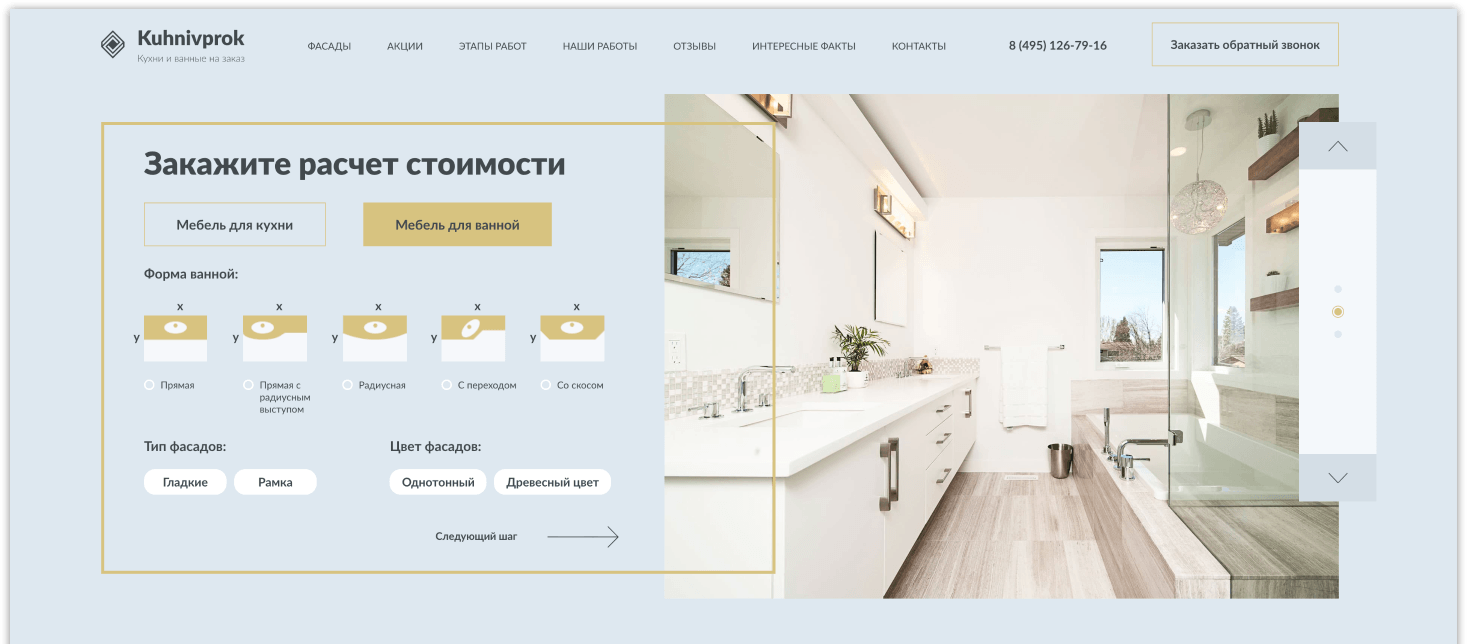 Kuhnivprok
Кухни и ванные на заказ
ФАСАДЫ
АКЦИИ
ЭТАПЫ РАБОТ
НАШИ РАБОТЫ
ОТЗЫВЫ
ИНТЕРЕСНЫЕ ФАКТЫ
КОНТАКТЫ
8 (495) 126-79-16
Заказать обратный звонок
Закажите расчет стоимости
Мебель для кухни
Мебель для ванной
Форма ванной:
x
y
Прямая
x
y
Прямая с
радиусным
выступом
x
y
Радиусная
x
y
С переходом
x
y
Со скосом
Тип фасадов:
Гладкие
Рамка
Цвет фасадов:
Однотонный
Древесный цвет
Следующий шаг